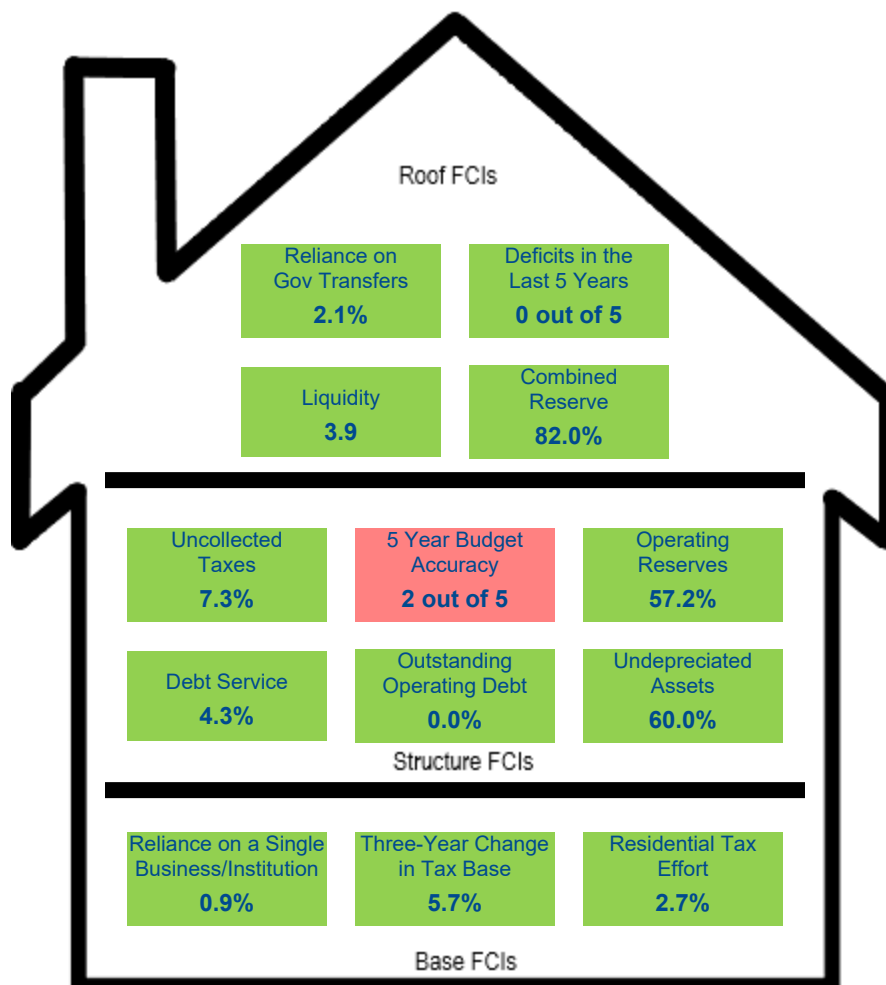 Roof FCIs
Reliance on
Gov Transfers
2.1%
Deficits in the
Last 5 Years
0 out of 5
Liquidity
3.9
Combined
Reserve
82.0%
Uncollected
Taxes
7.3%
5 Year Budget
Accuracy
2 out of 5
Operating
Reserves
57.2%
Debt Service
4.3%
Outstanding
Operating Debt
0.0%
Undepreciated
Assets
60.0%
Structure FCIs
Reliance on a Single
Business/Institution
0.9%
Three-Year Change
in Tax Base
5.7%
Residential Tax
Effort
2.7%
Base FCIs